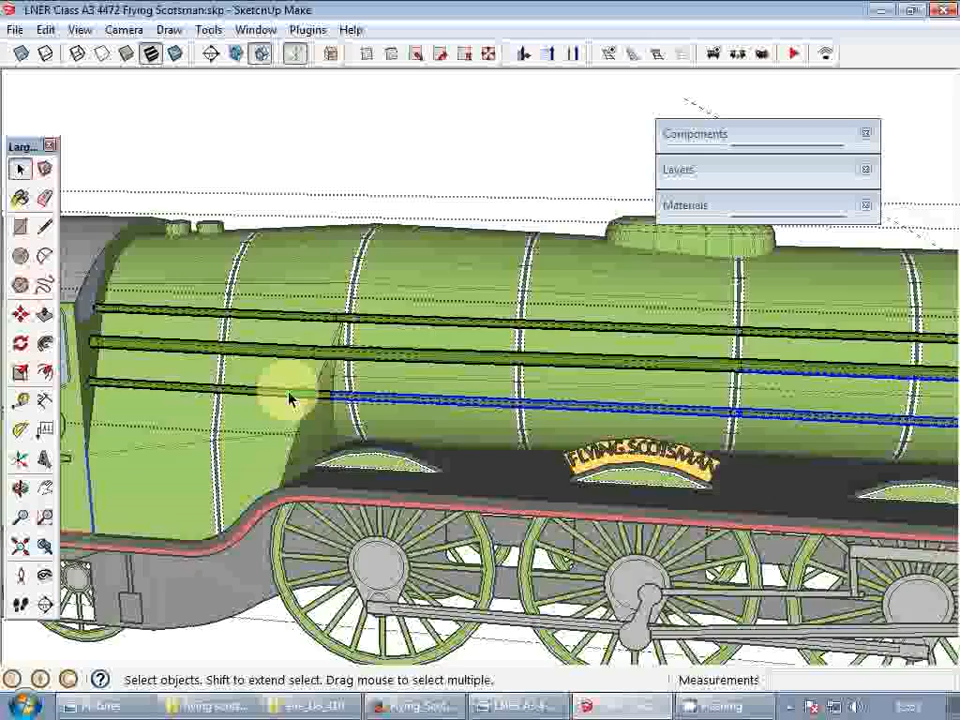 LNER Class A3 4472 Flying Scotsman.skp - SketchUp Make
File Edit View Camera Draw Tools Window Plugins Help
Larg...
Components
Layers
Materials
FLYING SCOTSMAN
Select objects. Shift to extend select. Drag mouse to select multiple.
Measurements
Pictures